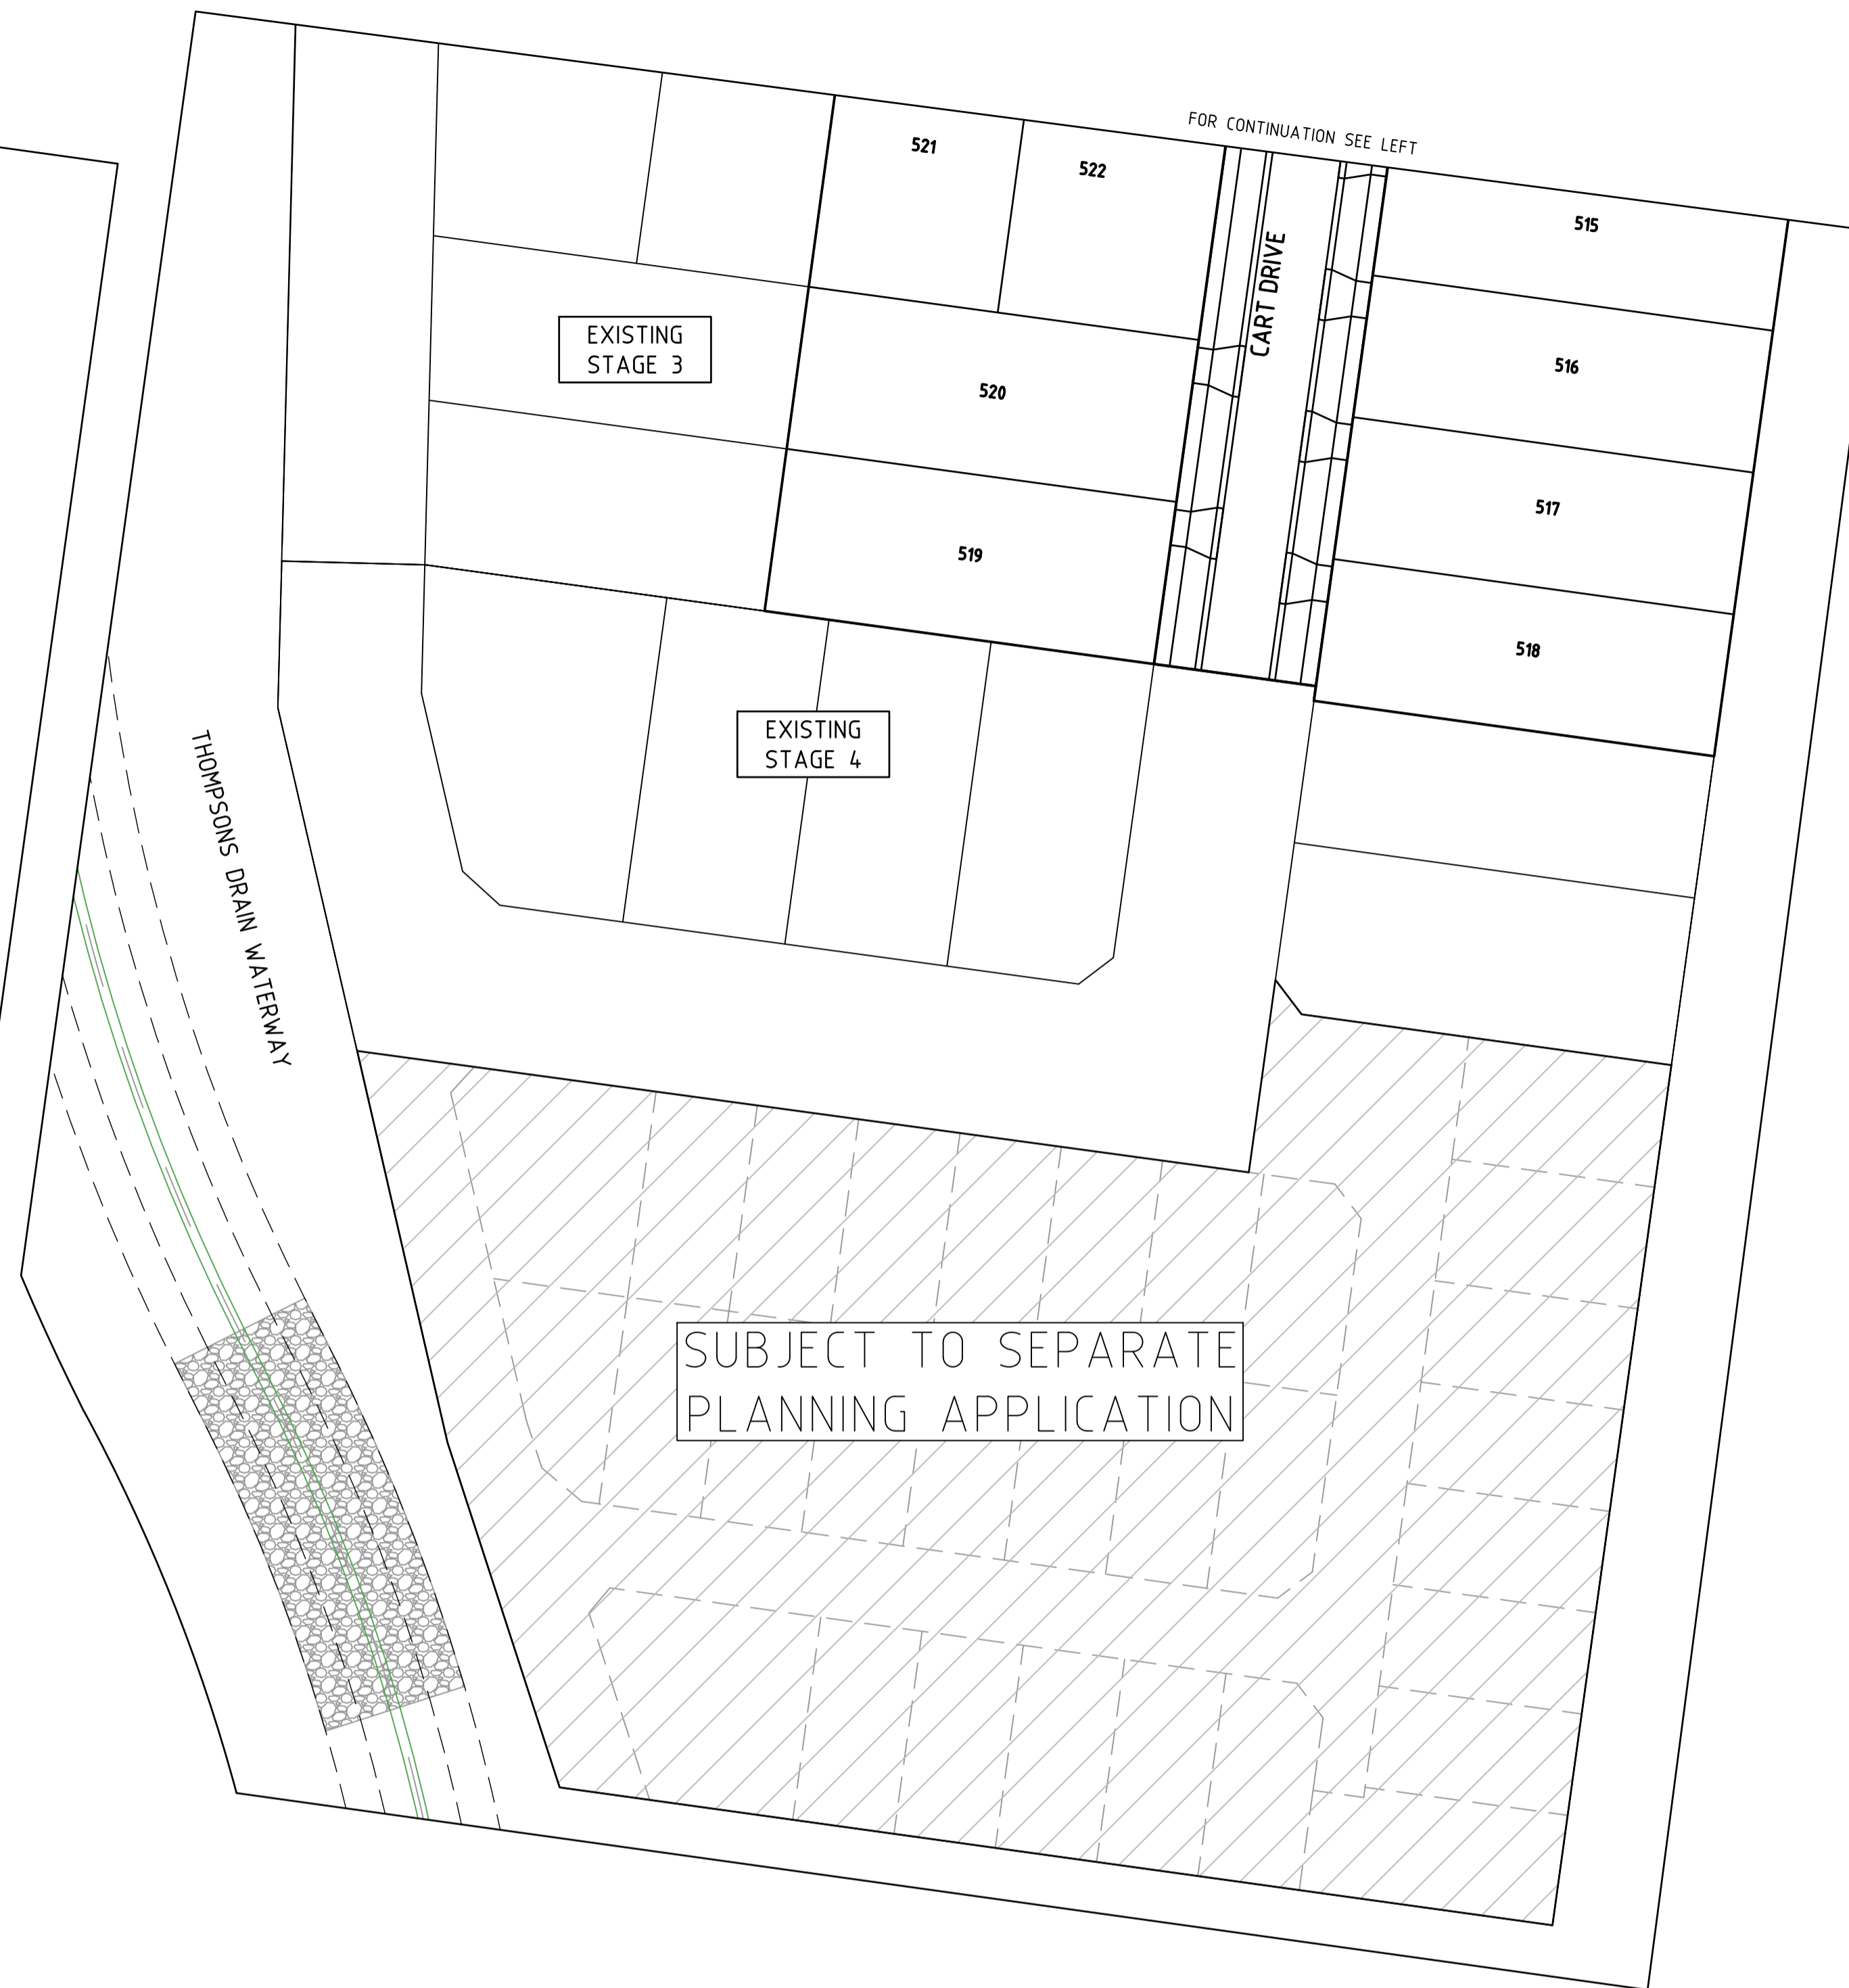 FOR CONTINUATION SEE LEFT
521
522
515
CART DRIVE
EXISTING
STAGE 3
520
516
517
519
518
EXISTING
STAGE 4
THOMPSONS DRAIN WATERWAY
SUBJECT TO SEPARATE
PLANNING APPLICATION